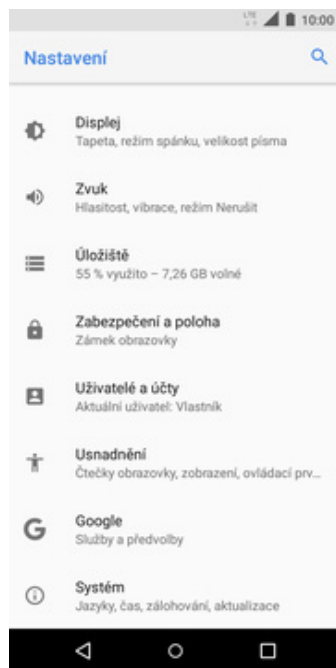 LTE 10:00
Nastavení
Displej
Tapeta, režim spánku, velikost písma
Zvuk
Hlasitost, vibrace, režim Nerušit
Úložiště
55 % využito – 7,26 GB volné
Zabezpečení a poloha
Zámek obrazovky
Uživatelé a účty
Aktuální uživatel: Vlastník
Usnadnění
Čtečky obrazovky, zobrazení, ovládací prv...
Google
Služby a předvolby
Systém
Jazyky, čas, zálohování, aktualizace